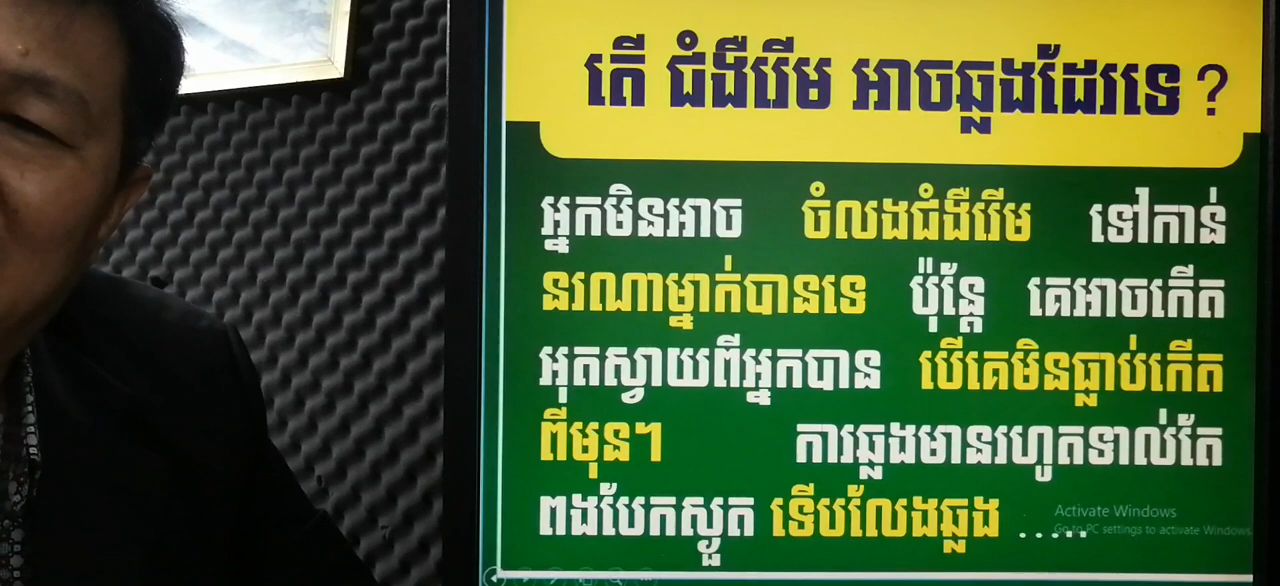 តើ ជំងឺរើម អាចឆ្លងដែរទេ ?
អ្នកមិនអាច ចំលងជំងឺរើម ទៅកាន់
នរណាម្នាក់បានទេ ប៉ុន្តែ គេអាចកើត
អុតស្វាយពីអ្នកបាន បើគេមិនធ្លាប់កើត
ពីមុន។ ការឆ្លងមានរហូតទាល់តែ
ពងបែកស្ងួត ទើបលែងឆ្លង .....
Activate Windows
Go to PC settings to activate Windows.